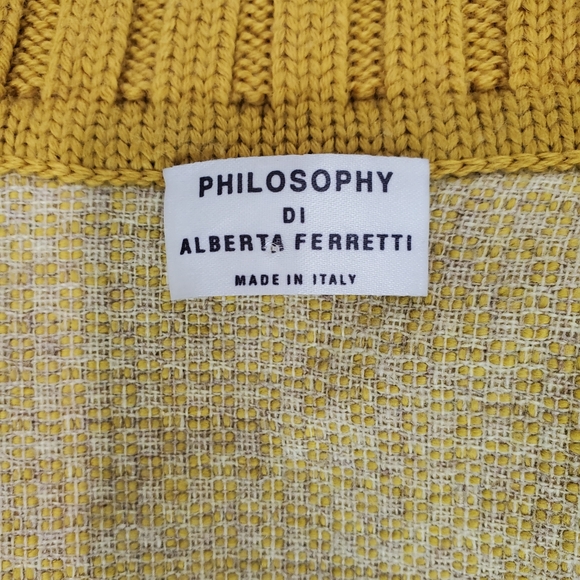 PHILOSOPHY
DI
ALBERTA FERRETTI
MADE IN ITALY